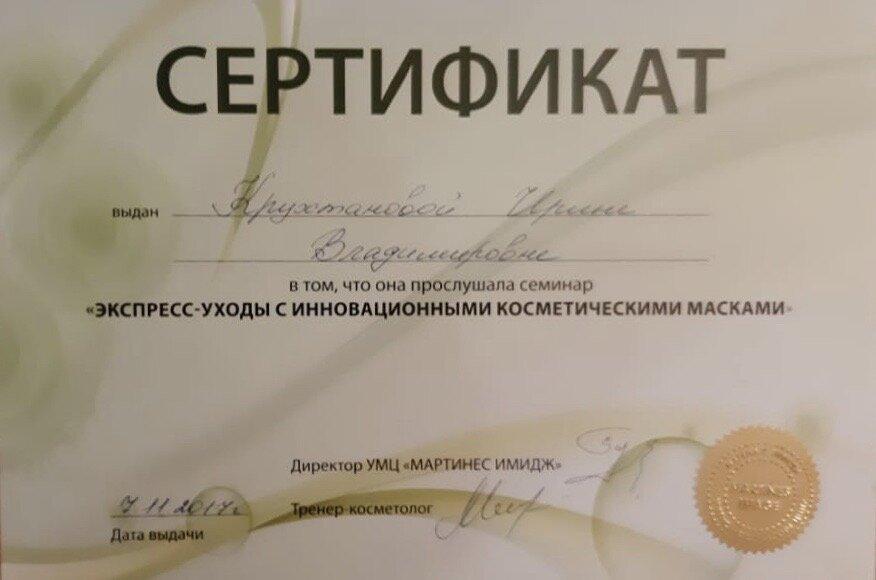 СЕРТИФИКАТ
выдан Крухтановой Ирине
Владимировне
в том, что она прослушала семинар
«ЭКСПРЕСС-УХОДЫ С ИННОВАЦИОННЫМИ КОСМЕТИЧЕСКИМИ МАСКАМИ»
Директор УМЦ «МАРТИНЕС ИМИДЖ»
7.11.2017г.
Тренер-косметолог
Дата выдачи